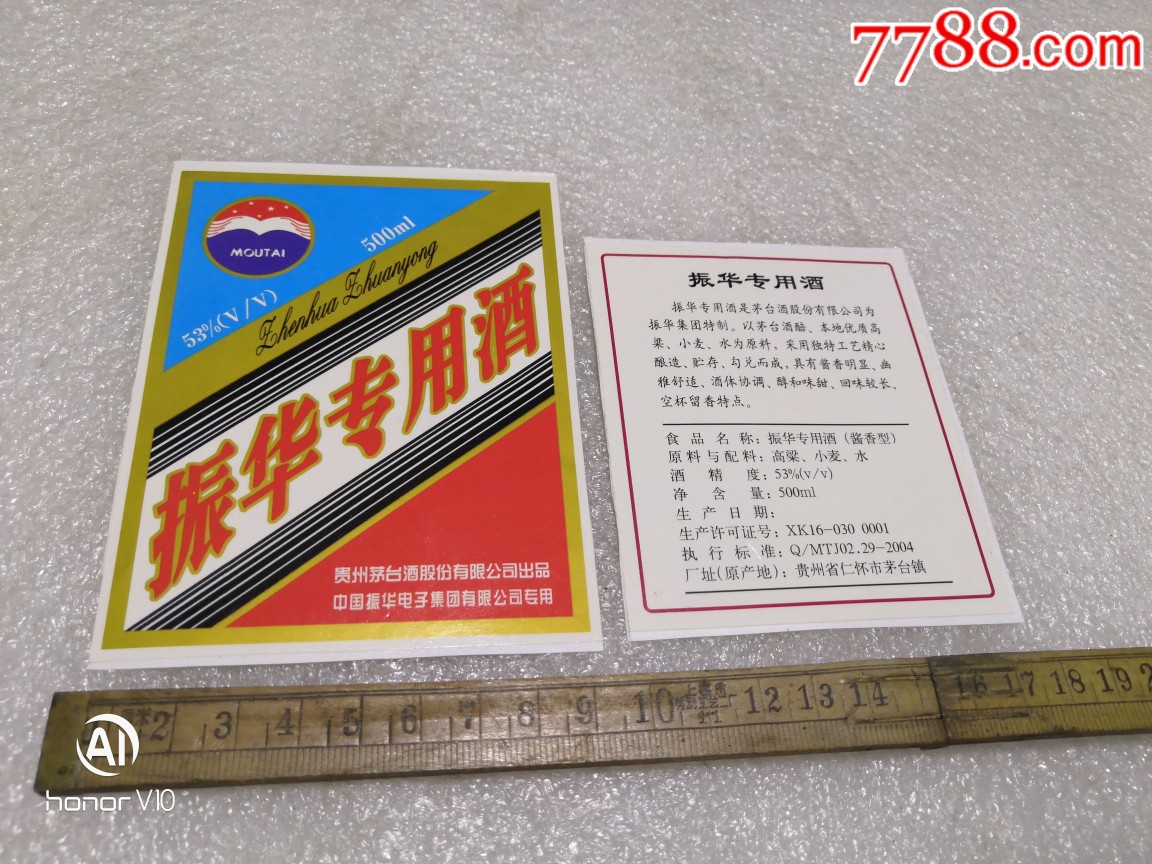 7788.com
MOUTAI
500ml
53%(V/V)
Zhenhua Zhuanyong
振华专用酒
贵州茅台酒股份有限公司出品
中国振华电子集团有限公司专用
振华专用酒
振华专用酒是茅台酒股份有限公司为
振华集团特制。以茅台酒醅、本地优质高
粱、小麦、水为原料，采用独特工艺精心
酿造、贮存、勾兑而成，具有酱香明显、幽
雅舒适、酒体协调、醇和味甜、回味较长、
空杯留香特点。
食品名称：振华专用酒（酱香型）
原料与配料：高粱、小麦、水
酒精度：53%(v/v)
净含量：500ml
生产日期：
生产许可证号：XK16-030 0001
执行标准：Q/MTJ02.29-2004
厂址(原产地)：贵州省仁怀市茅台镇
2 3 4 5 6 7 8 9 10 12 13 14 16 17 18 19 2
AI
honor V10